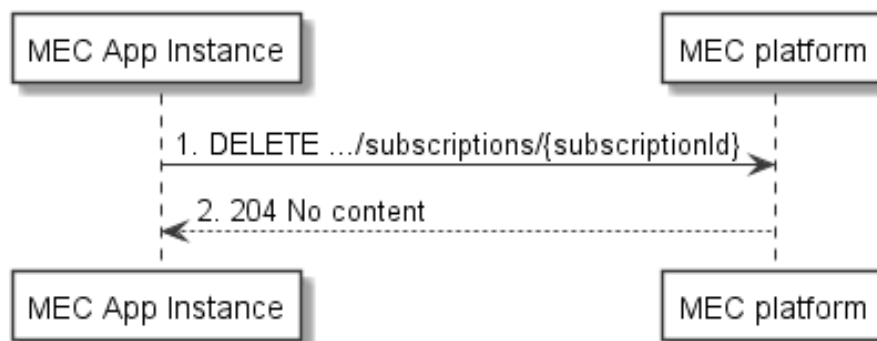 MEC App Instance
MEC platform
1. DELETE .../subscriptions/{subscriptionId}
2. 204 No content
MEC App Instance
MEC platform